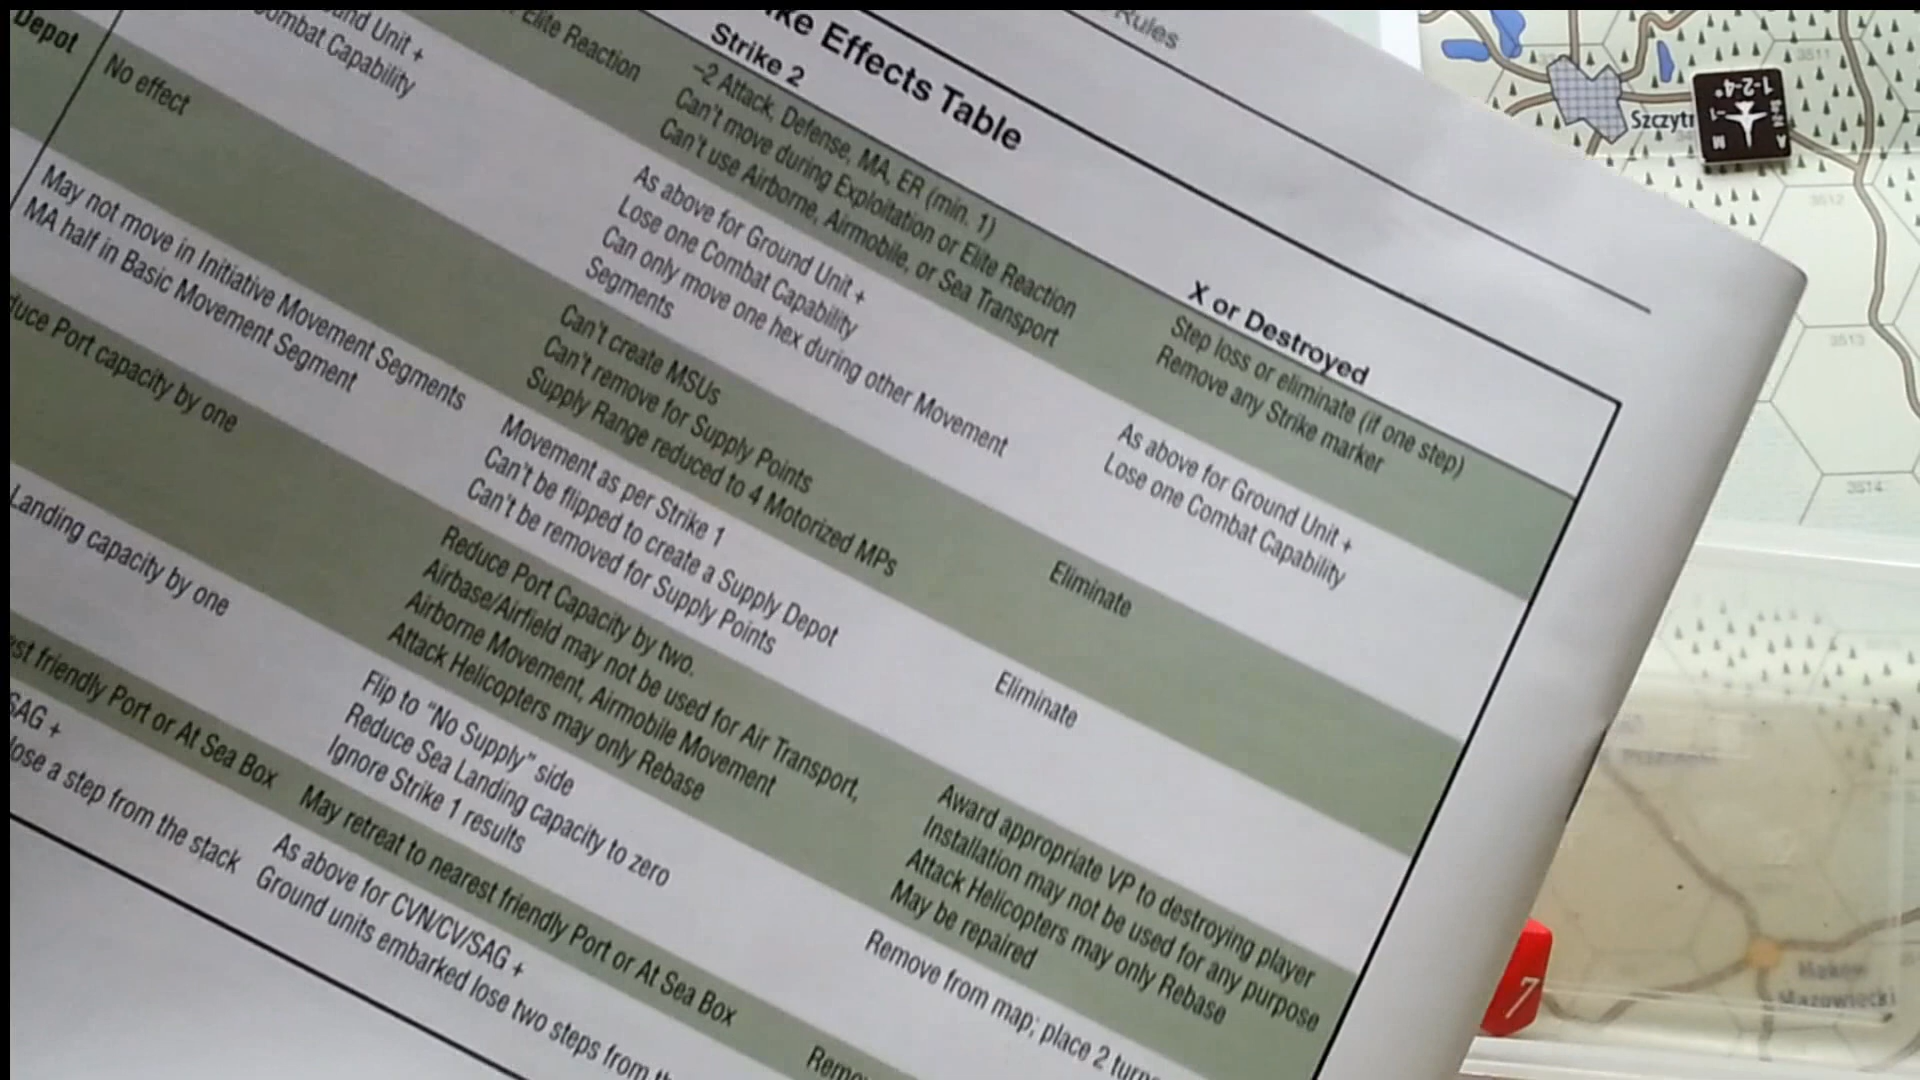 Rules
Effects Table
Depot
No effect
May not move in Initiative Movement Segments
MA half in Basic Movement Segment
Port capacity by one
Landing capacity by one
friendly Port or At Sea Box
SAG +
lose a step from the stack
Unit +
Combat Capability
Elite Reaction
Strike 2
–2 Attack, Defense, MA, ER (min. 1)
Can't move during Exploitation or Elite Reaction
Can't use Airborne, Airmobile, or Sea Transport
As above for Ground Unit +
Lose one Combat Capability
Can only move one hex during other Movement
Segments
Can't create MSUs
Can't remove for Supply Points
Supply Range reduced to 4 Motorized MPs
Movement as per Strike 1
Can't be flipped to create a Supply Depot
Can't be removed for Supply Points
Reduce Port Capacity by two.
Airbase/Airfield may not be used for Air Transport,
Airborne Movement, Airmobile Movement
Attack Helicopters may only Rebase
Flip to “No Supply” side
Reduce Sea Landing capacity to zero
Ignore Strike 1 results
May retreat to nearest friendly Port or At Sea Box
As above for CVN/CV/SAG +
Ground units embarked lose two steps from
X or Destroyed
Step loss or eliminate (if one step)
Remove any Strike marker
As above for Ground Unit +
Lose one Combat Capability
Eliminate
Eliminate
Award appropriate VP to destroying player
Installation may not be used for any purpose
Attack Helicopters may only Rebase
May be repaired
Remove from map; place 2
3511
1-2-4*
-1
M
A
3512
3513
3514
Mazowiecki
7